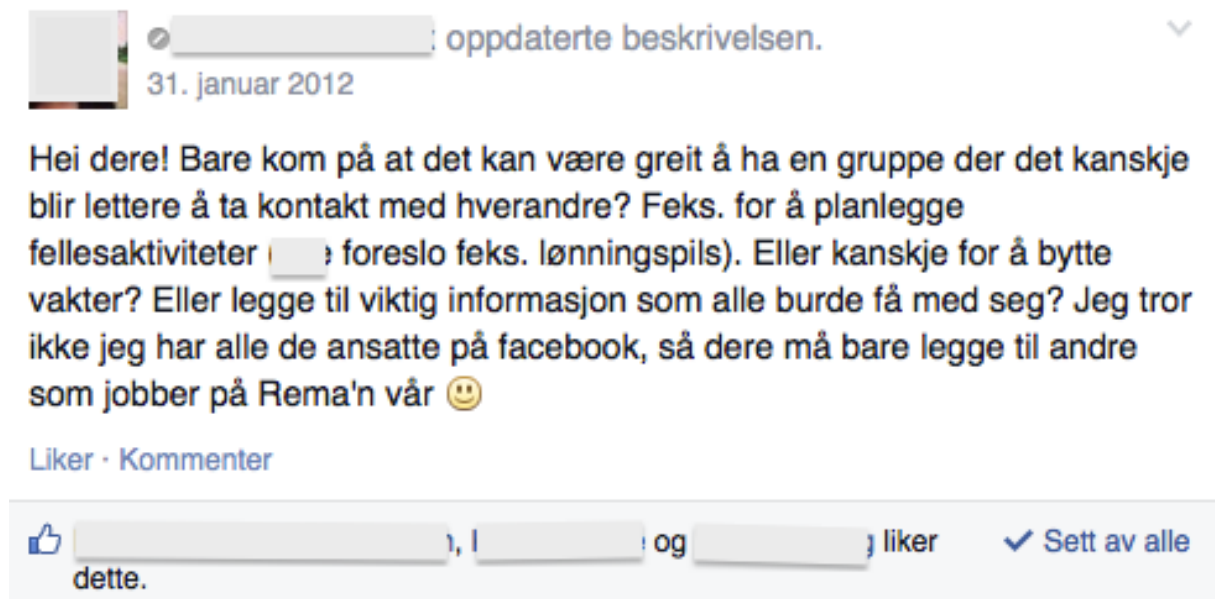 oppdaterte beskrivelsen.
31. januar 2012
Hei dere! Bare kom på at det kan være greit å ha en gruppe der det kanskje
blir lettere å ta kontakt med hverandre? Feks. for å planlegge
fellesaktiviteter ( foreslo feks. lønningspils). Eller kanskje for å bytte
vakter? Eller legge til viktig informasjon som alle burde få med seg? Jeg tror
ikke jeg har alle de ansatte på facebook, så dere må bare legge til andre
som jobber på Rema'n vår
Liker · Kommenter
, og liker
dette.
Sett av alle